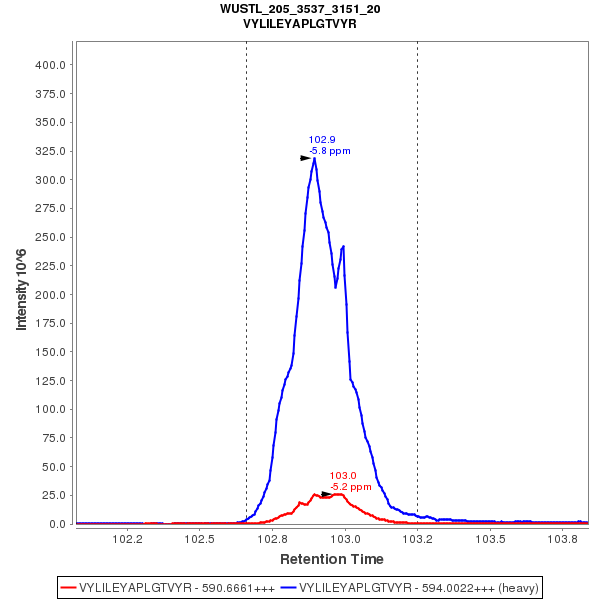 WUSTL_205_3537_3151_20
VYLILEYAPLGTVYR
400.0
375.0
350.0
325.0
300.0
275.0
250.0
225.0
200.0
175.0
150.0
125.0
100.0
75.0
50.0
25.0
0.0
Intensity 10^6
102.9
-5.8 ppm
103.0
-5.2 ppm
102.2 102.5 102.8 103.0 103.2 103.5 103.8
Retention Time
VYLILEYAPLGTVYR - 590.6661+++ VYLILEYAPLGTVYR - 594.0022+++ (heavy)